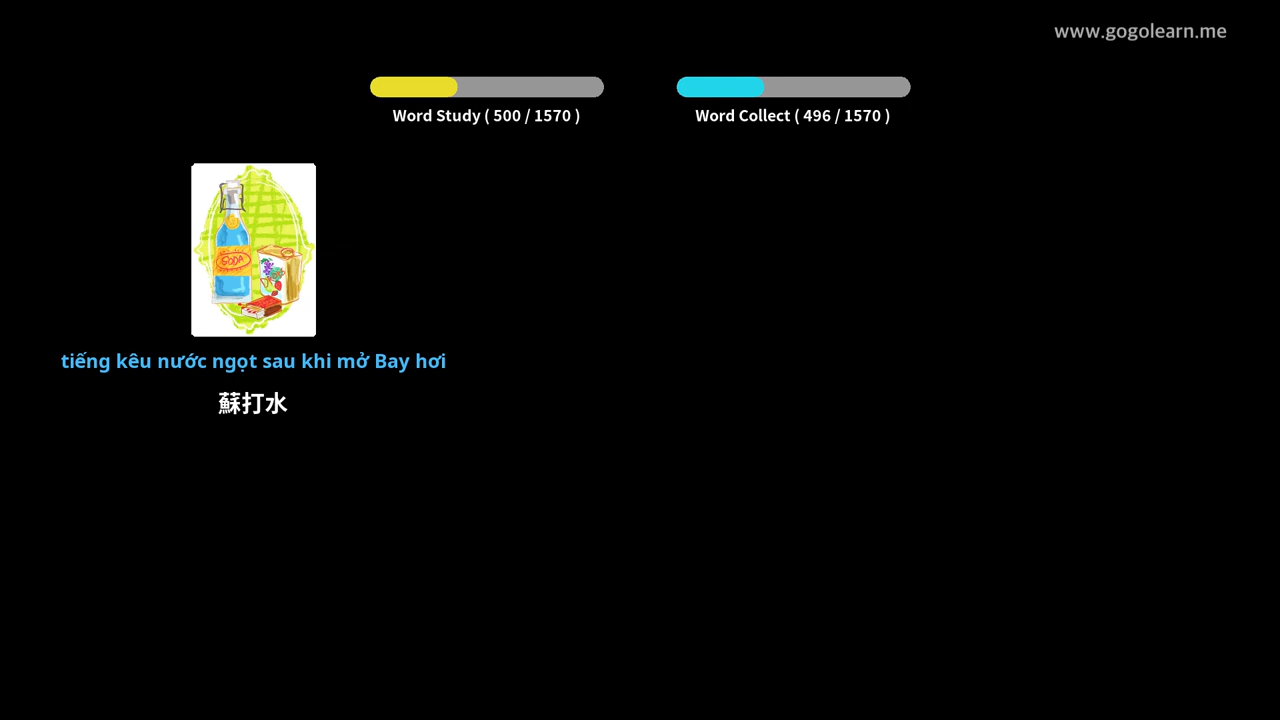 www.gogolearn.me
Word Study ( 500 / 1570 )
Word Collect ( 496 / 1570 )
SODA
tiếng kêu nước ngọt sau khi mở Bay hơi
蘇打水